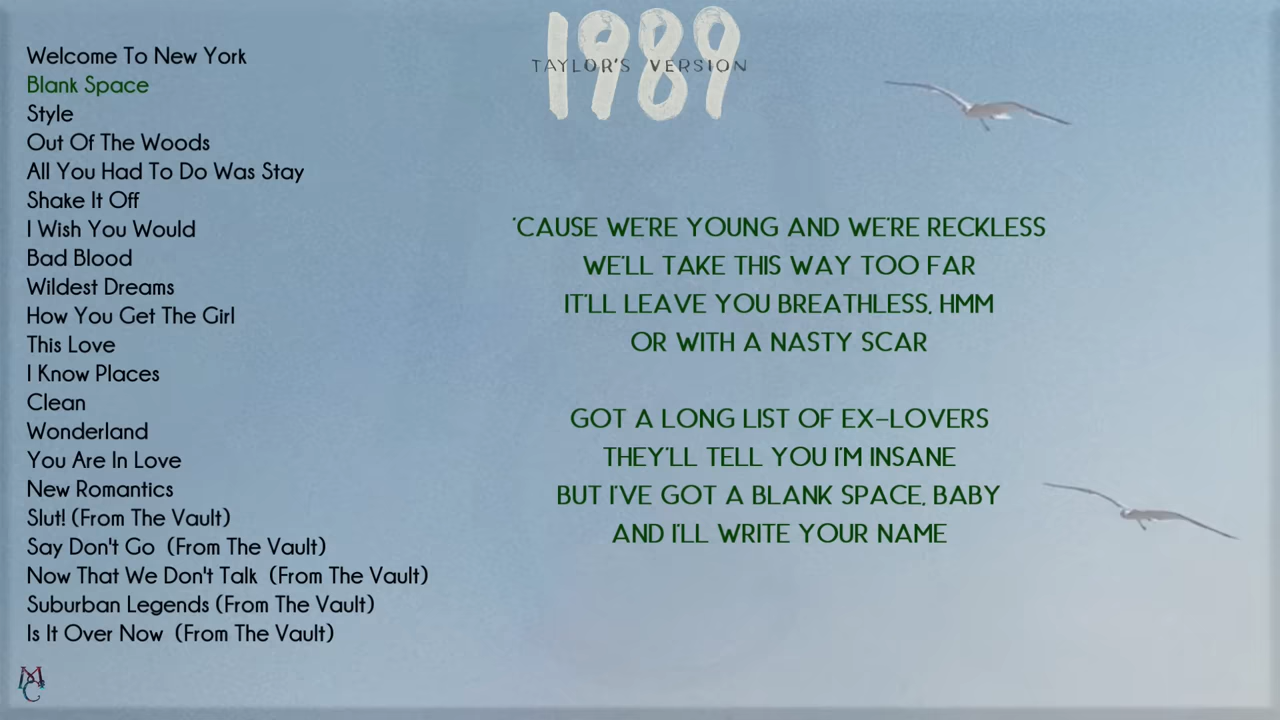 1989
TAYLOR'S VERSION
Welcome To New York
Blank Space
Style
Out Of The Woods
All You Had To Do Was Stay
Shake It Off
I Wish You Would
Bad Blood
Wildest Dreams
How You Get The Girl
This Love
I Know Places
Clean
Wonderland
You Are In Love
New Romantics
Slut! (From The Vault)
Say Don't Go (From The Vault)
Now That We Don't Talk (From The Vault)
Suburban Legends (From The Vault)
Is It Over Now (From The Vault)
'CAUSE WE'RE YOUNG AND WE'RE RECKLESS
WE'LL TAKE THIS WAY TOO FAR
IT'LL LEAVE YOU BREATHLESS, HMM
OR WITH A NASTY SCAR
GOT A LONG LIST OF EX-LOVERS
THEY'LL TELL YOU I'M INSANE
BUT I'VE GOT A BLANK SPACE, BABY
AND I'LL WRITE YOUR NAME
MC